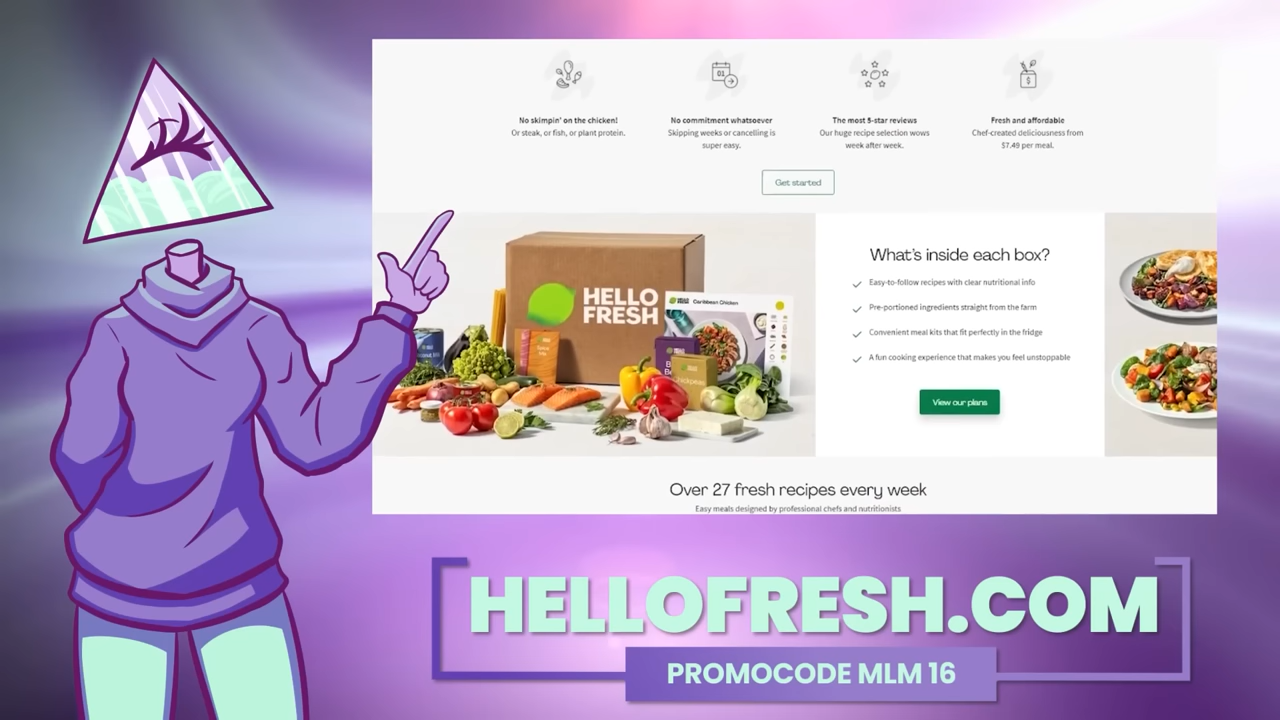 No skimpin' on the chicken!
Or steak, or fish, or plant protein.
01
No commitment whatsoever
Skipping weeks or cancelling is
super easy.
The most 5-star reviews
Our huge recipe selection wows
week after week.
$
Fresh and affordable
Chef-created deliciousness from
$7.49 per meal.
Get started
HELLO
FRESH
HELLO
FRESH
Caribbean Chicken
What's inside each box?
Easy-to-follow recipes with clear nutritional info
Pre-portioned ingredients straight from the farm
Convenient meal kits that fit perfectly in the fridge
A fun cooking experience that makes you feel unstoppable
View our plans
Over 27 fresh recipes every week
Easy meals designed by professional chefs and nutritionists
HELLOFRESH.COM
PROMOCODE MLM 16